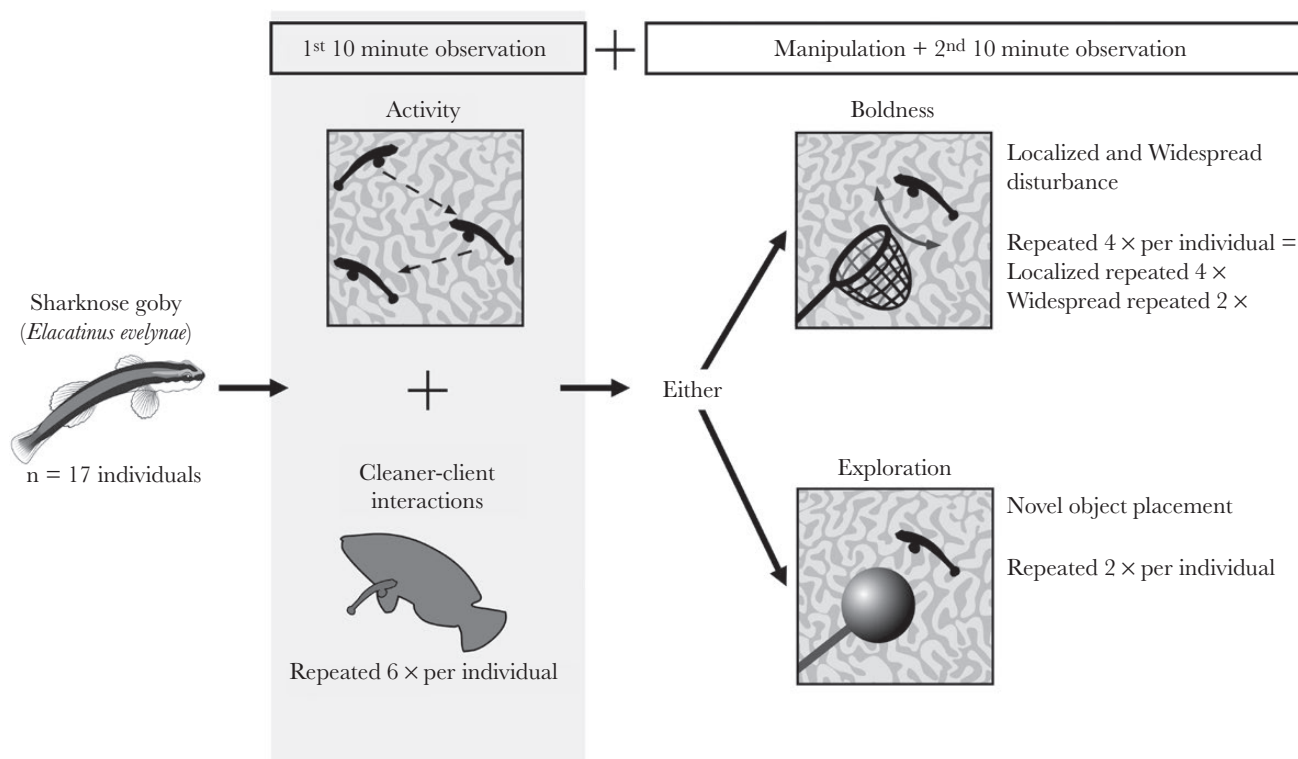 1st 10 minute observation
Manipulation + 2nd 10 minute observation
Sharknose goby
(Elacatinus evelynae)
n = 17 individuals
Activity
Cleaner-client
interactions
Repeated 6 × per individual
Either
Boldness
Localized and Widespread
disturbance
Repeated 4 × per individual =
Localized repeated 4 ×
Widespread repeated 2 ×
Exploration
Novel object placement
Repeated 2 × per individual